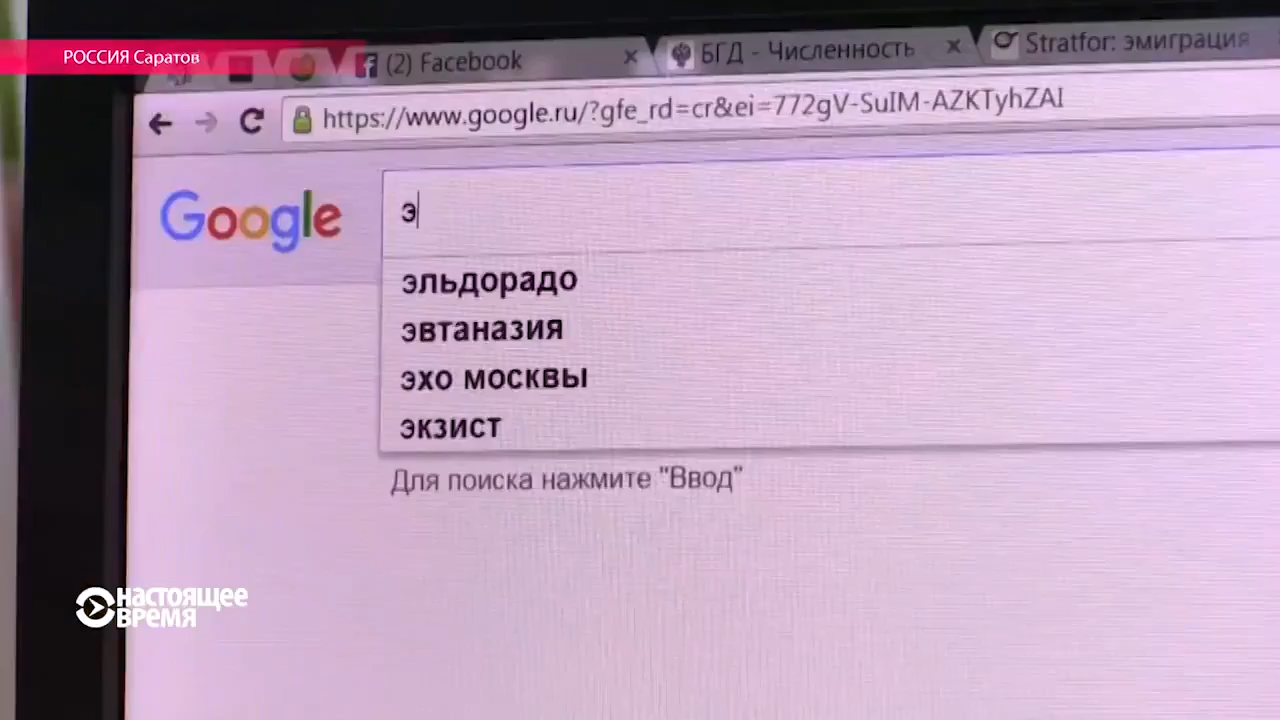 РОССИЯ Саратов
(2) Facebook
БГД - Численность
Stratfor: эмиграция
https://www.google.ru/?gfe_rd=cr&ei=772gV-SuIM-AZKTyhZAI
Google
э
эльдорадо
эвтаназия
эхо москвы
экзист
Для поиска нажмите "Ввод"
НАСТОЯЩЕЕ
ВРЕМЯ